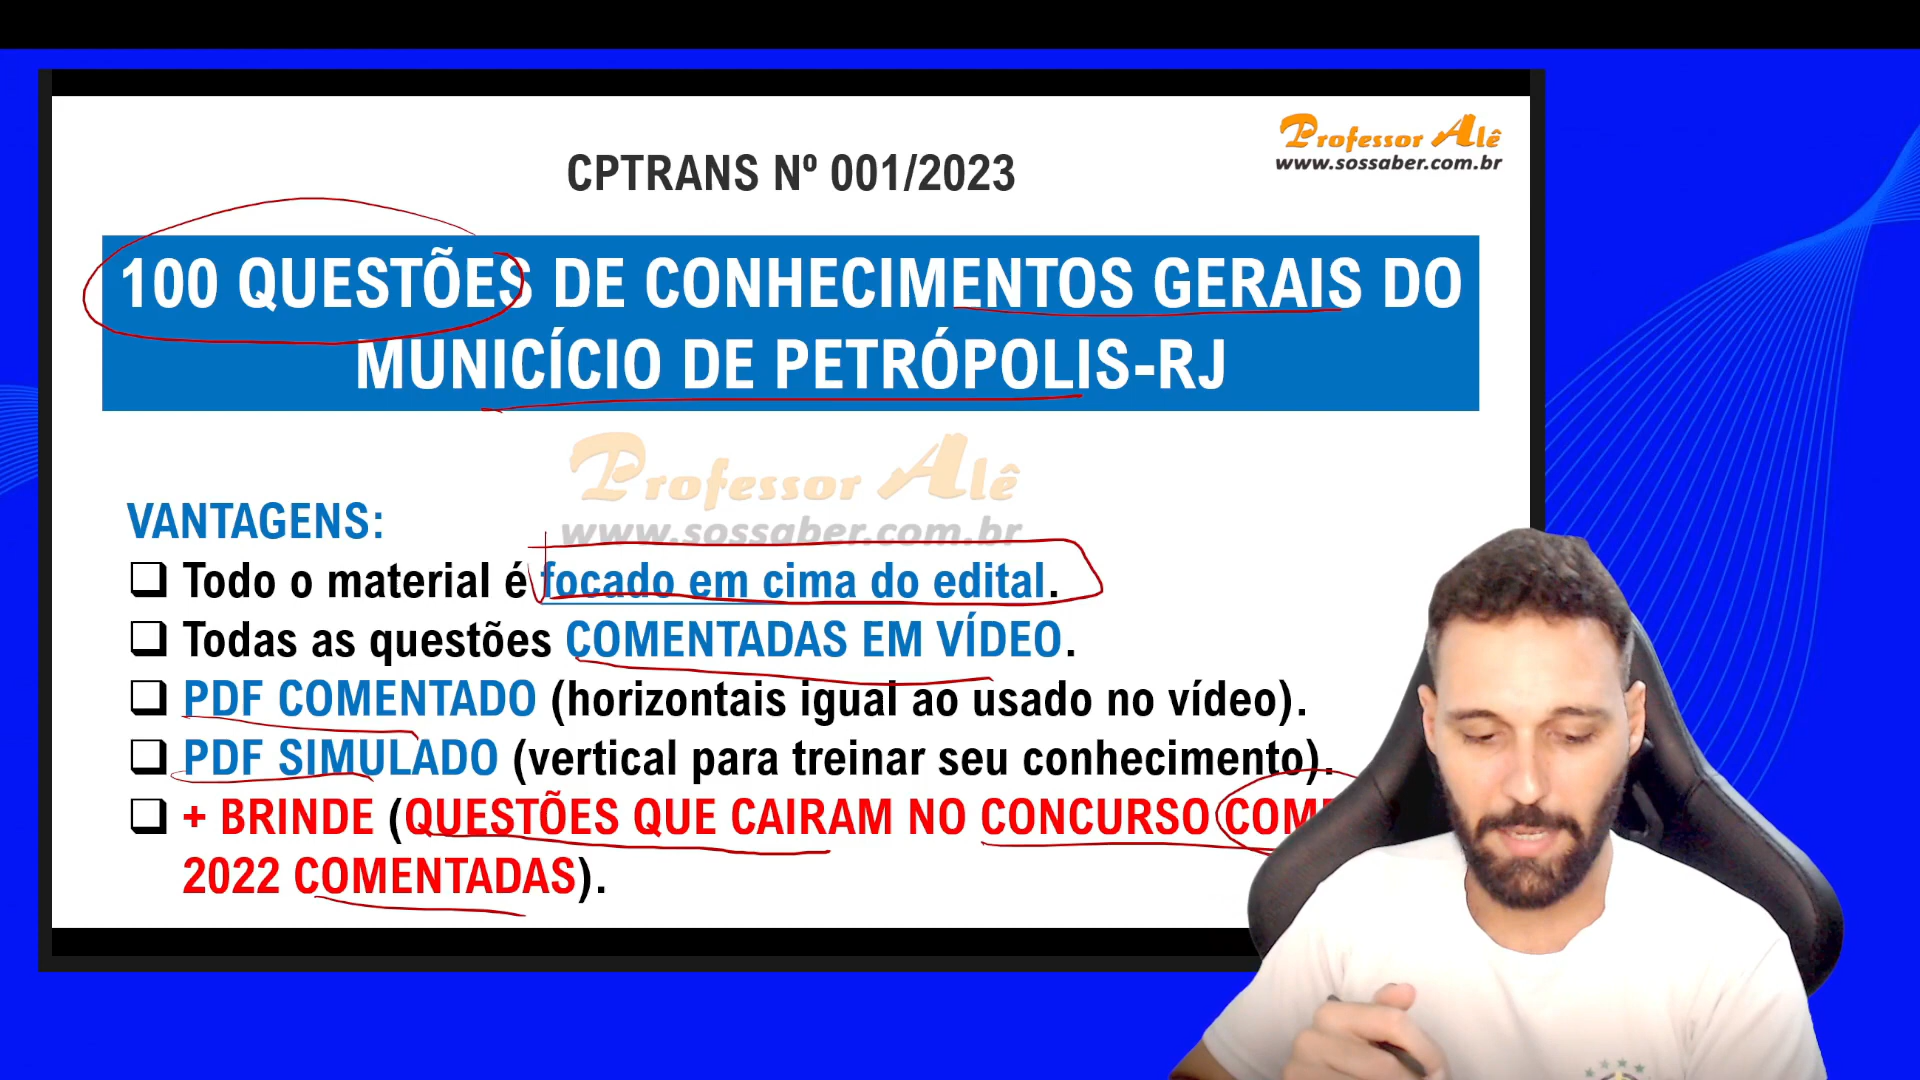 Professor Alê
www.sossaber.com.br
CPTRANS Nº 001/2023
100 QUESTÕES DE CONHECIMENTOS GERAIS DO
MUNICÍCIO DE PETRÓPOLIS-RJ
Professor Alê
www.sossaber.com.br
VANTAGENS:
❑ Todo o material é focado em cima do edital.
❑ Todas as questões COMENTADAS EM VÍDEO.
❑ PDF COMENTADO (horizontais igual ao usado no vídeo).
❑ PDF SIMULADO (vertical para treinar seu conhecimento).
❑ + BRINDE (QUESTÕES QUE CAIRAM NO CONCURSO
2022 COMENTADAS).